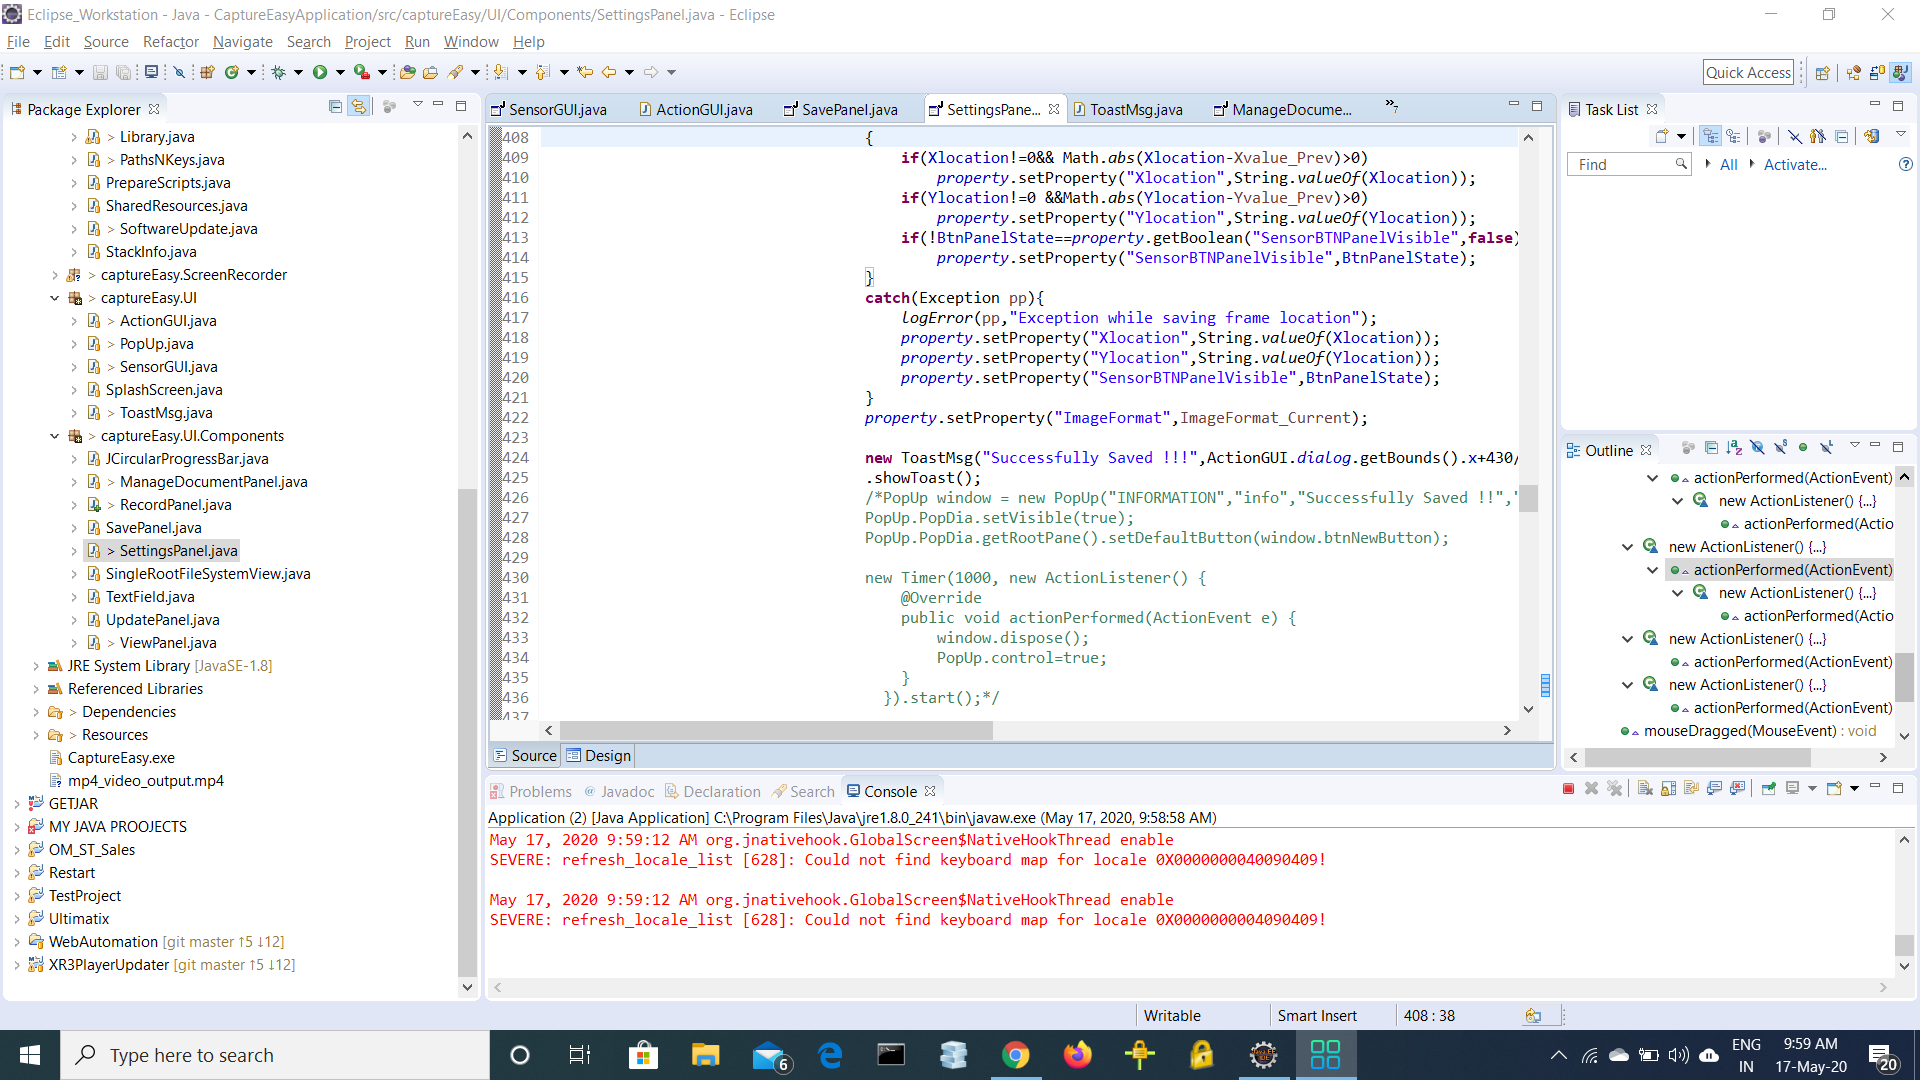 Eclipse_Workstation - Java - CaptureEasyApplication/src/captureEasy/UI/Components/SettingsPanel.java - Eclipse
File Edit Source Refactor Navigate Search Project Run Window Help
Quick Access
Package Explorer
> Library.java
> PathsNKeys.java
PrepareScripts.java
SharedResources.java
> SoftwareUpdate.java
StackInfo.java
> captureEasy.ScreenRecorder
> captureEasy.UI
> ActionGUI.java
> PopUp.java
> SensorGUI.java
SplashScreen.java
> ToastMsg.java
> captureEasy.UI.Components
JCircularProgressBar.java
> ManageDocumentPanel.java
> RecordPanel.java
SavePanel.java
> SettingsPanel.java
SingleRootFileSystemView.java
TextField.java
UpdatePanel.java
> ViewPanel.java
JRE System Library [JavaSE-1.8]
Referenced Libraries
> Dependencies
> Resources
CaptureEasy.exe
mp4_video_output.mp4
GETJAR
MY JAVA PROOJECTS
OM_ST_Sales
Restart
TestProject
Ultimatix
WebAutomation [git master ↑5 ↓12]
XR3PlayerUpdater [git master ↑5 ↓12]
SensorGUI.java ActionGUI.java SavePanel.java SettingsPane... ToastMsg.java ManageDocume... »7
408 {
409 if(Xlocation!=0&& Math.abs(Xlocation-Xvalue_Prev)>0)
410 property.setProperty("Xlocation",String.valueOf(Xlocation));
411 if(Ylocation!=0 &&Math.abs(Ylocation-Yvalue_Prev)>0)
412 property.setProperty("Ylocation",String.valueOf(Ylocation));
413 if(!BtnPanelState==property.getBoolean("SensorBTNPanelVisible",false)
414 property.setProperty("SensorBTNPanelVisible",BtnPanelState);
415 }
416 catch(Exception pp){
417 logError(pp,"Exception while saving frame location");
418 property.setProperty("Xlocation",String.valueOf(Xlocation));
419 property.setProperty("Ylocation",String.valueOf(Ylocation));
420 property.setProperty("SensorBTNPanelVisible",BtnPanelState);
421 }
422 property.setProperty("ImageFormat",ImageFormat_Current);
423
424 new ToastMsg("Successfully Saved !!!",ActionGUI.dialog.getBounds().x+430/
425 .showToast();
426 /*PopUp window = new PopUp("INFORMATION","info","Successfully Saved !!","
427 PopUp.PopDia.setVisible(true);
428 PopUp.PopDia.getRootPane().setDefaultButton(window.btnNewButton);
429
430 new Timer(1000, new ActionListener() {
431 @Override
432 public void actionPerformed(ActionEvent e) {
433 window.dispose();
434 PopUp.control=true;
435 }
436 }).start();*/
437
Source Design
Problems @ Javadoc Declaration Search Console
Application (2) [Java Application] C:\Program Files\Java\jre1.8.0_241\bin\javaw.exe (May 17, 2020, 9:58:58 AM)
May 17, 2020 9:59:12 AM org.jnativehook.GlobalScreen$NativeHookThread enable
SEVERE: refresh_locale_list [628]: Could not find keyboard map for locale 0X0000000040090409!
May 17, 2020 9:59:12 AM org.jnativehook.GlobalScreen$NativeHookThread enable
SEVERE: refresh_locale_list [628]: Could not find keyboard map for locale 0X0000000004090409!
Task List
Find All Activate...
Outline
actionPerformed(ActionEvent)
new ActionListener() {...}
actionPerformed(Actio
new ActionListener() {...}
actionPerformed(ActionEvent)
new ActionListener() {...}
actionPerformed(Actio
new ActionListener() {...}
actionPerformed(ActionEvent)
new ActionListener() {...}
actionPerformed(ActionEvent)
mouseDragged(MouseEvent) : void
Writable Smart Insert 408 : 38
Type here to search
6
ENG
IN
9:59 AM
17-May-20
20